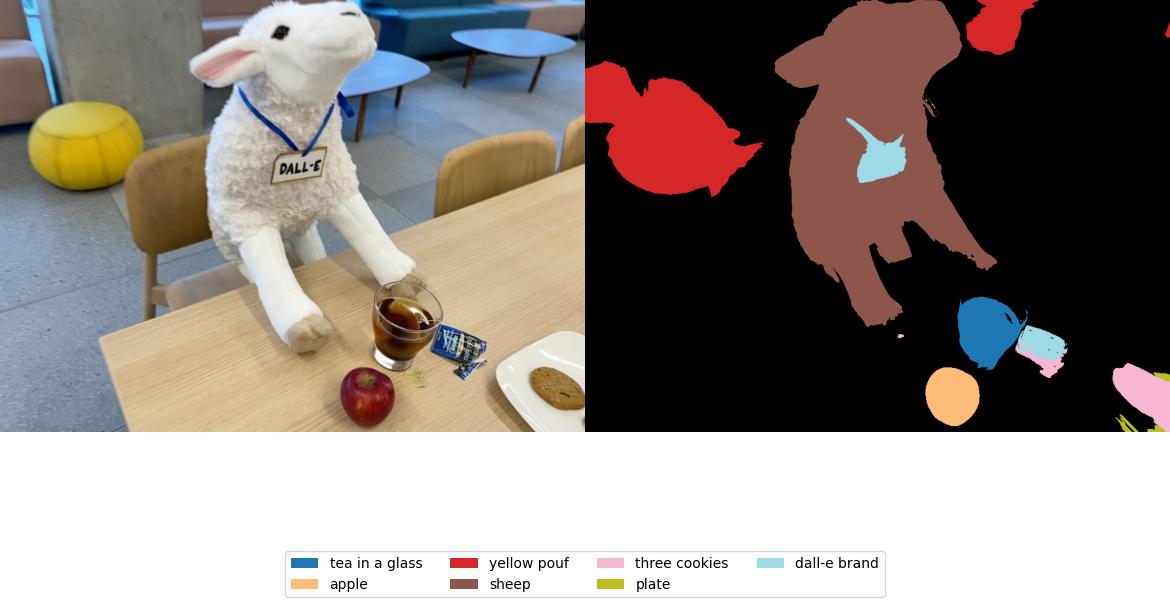 DALL-E
tea in a glass
yellow pouf
three cookies
dall-e brand
apple
sheep
plate